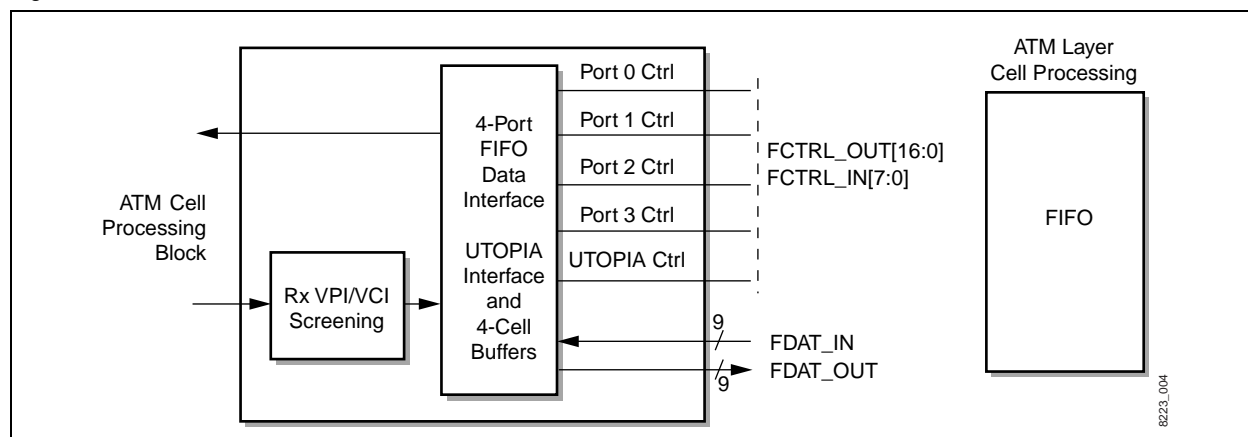 ATM Layer
Cell Processing
Port 0 Ctrl
Port 1 Ctrl
Port 2 Ctrl
Port 3 Ctrl
UTOPIA Ctrl
4-Port
FIFO
Data
Interface
UTOPIA
Interface
and
4-Cell
Buffers
FCTRL_OUT[16:0]
FCTRL_IN[7:0]
FIFO
ATM Cell
Processing
Block
Rx VPI/VCI
Screening
9
FDAT_IN
FDAT_OUT
9
8223_004